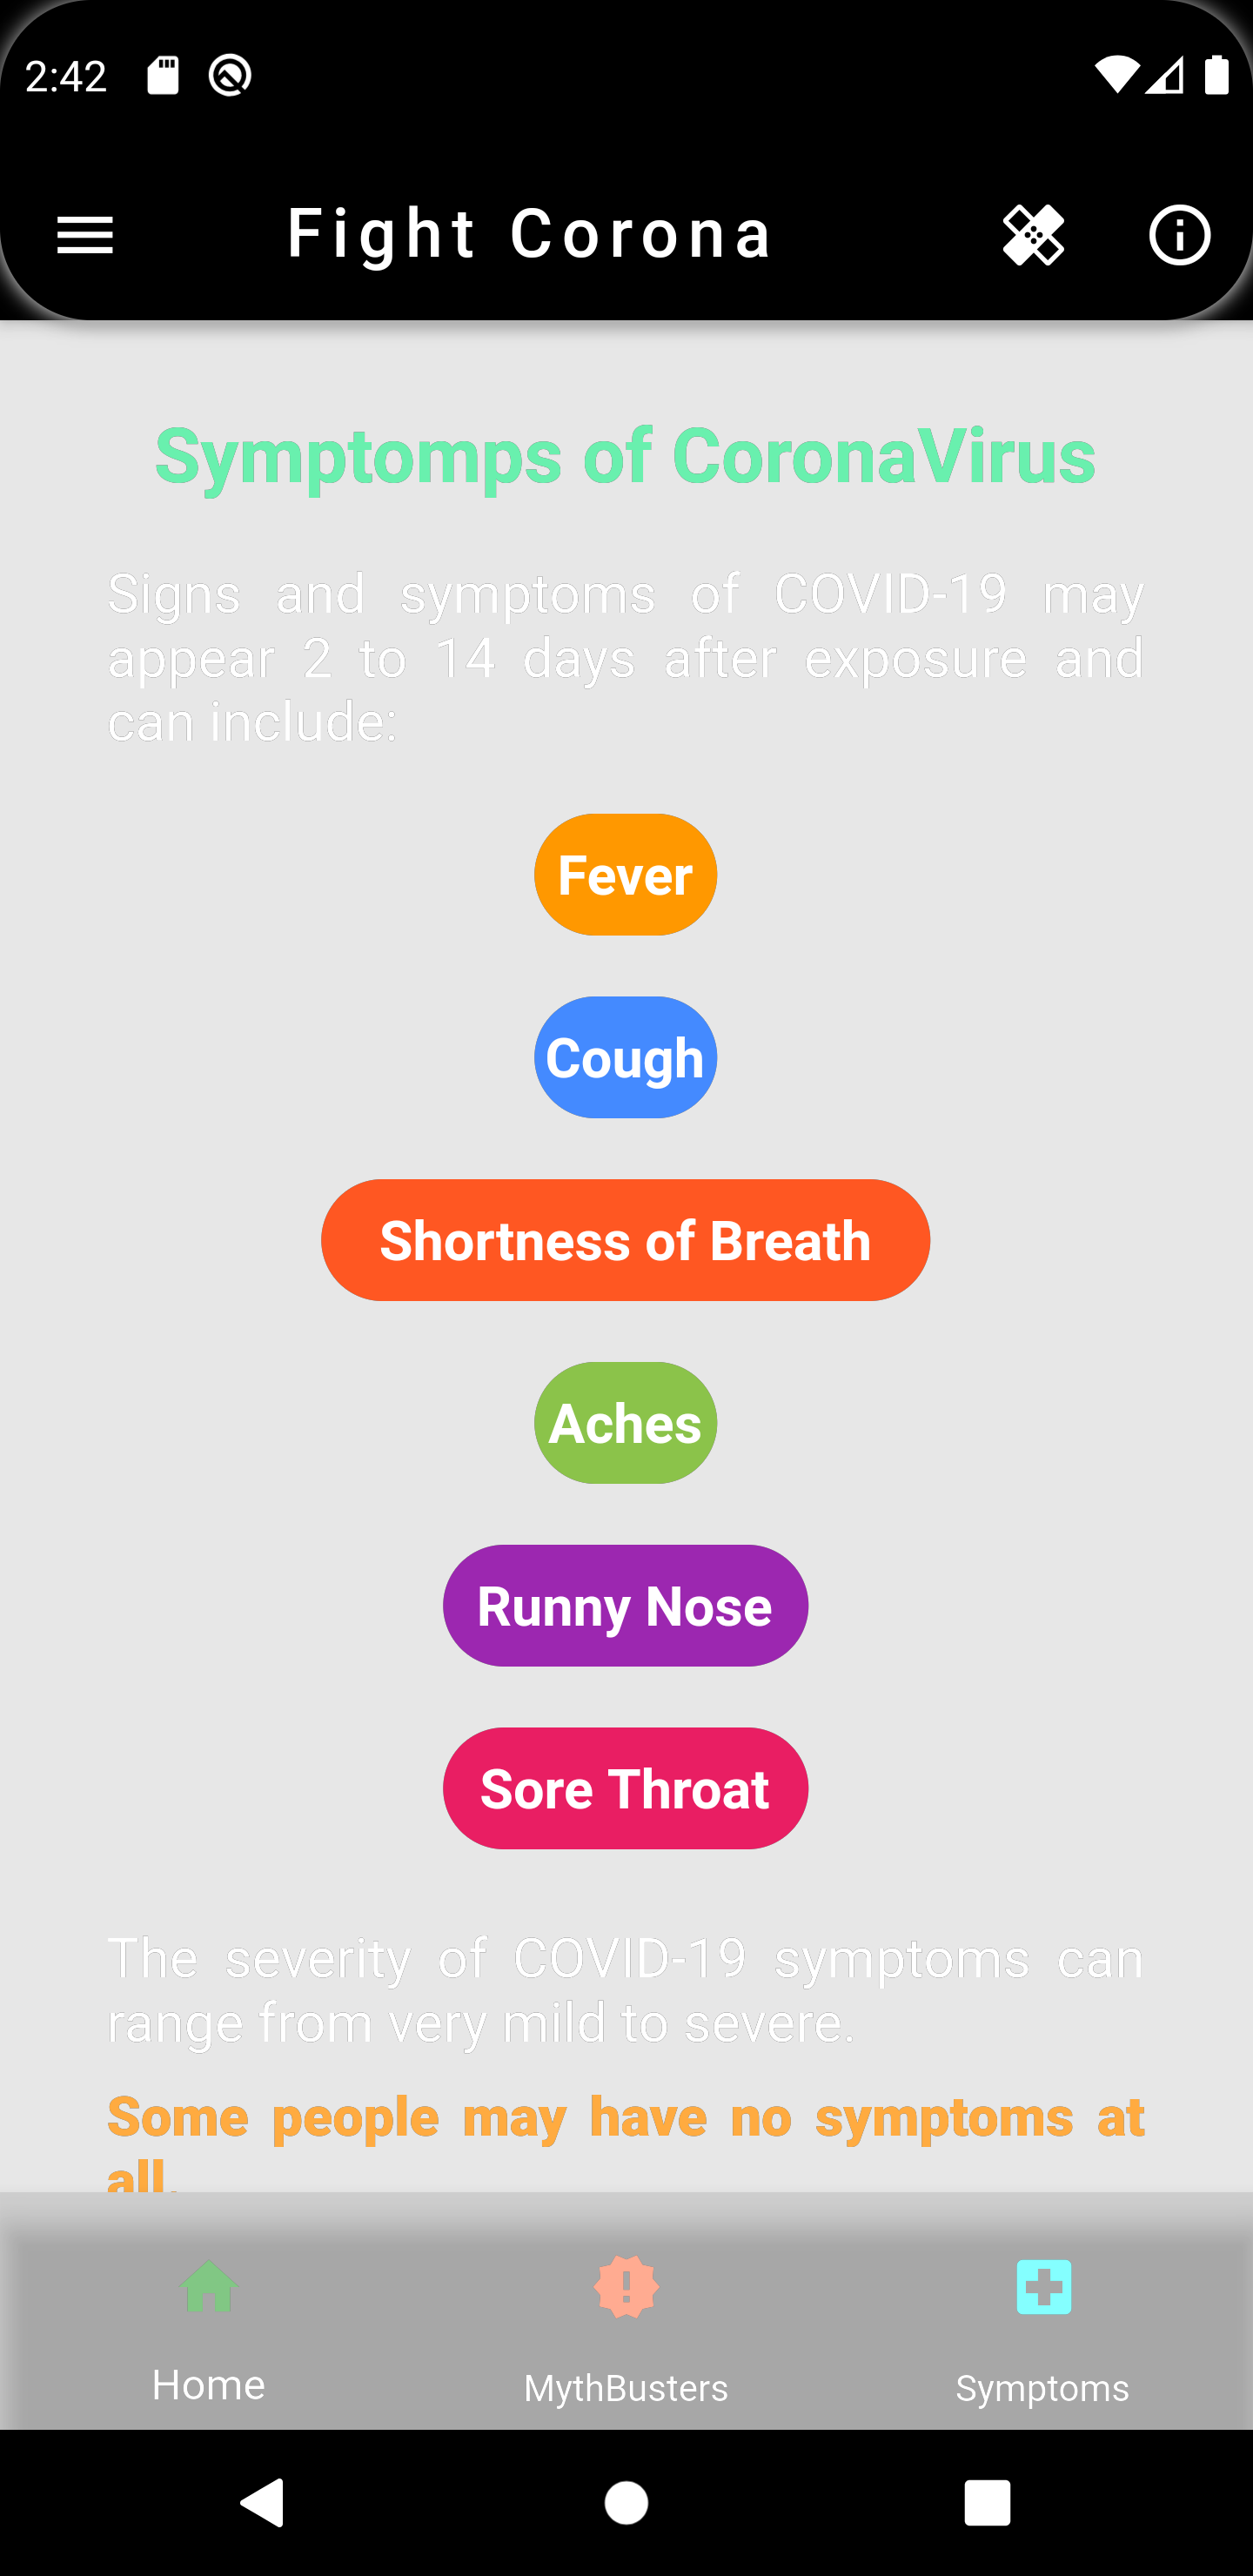 2:42
Fight Corona
Symptomps of CoronaVirus
Signs and symptoms of COVID-19 may
appear 2 to 14 days after exposure and
can include:
Fever
Cough
Shortness of Breath
Aches
Runny Nose
Sore Throat
The severity of COVID-19 symptoms can
range from very mild to severe.
Some people may have no symptoms at
all.
Home
MythBusters
Symptoms